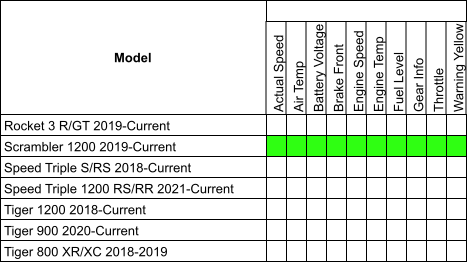 Model
Actual Speed
Air Temp
Battery Voltage
Brake Front
Engine Speed
Engine Temp
Fuel Level
Gear Info
Throttle
Warning Yellow
Rocket 3 R/GT 2019-Current
Scrambler 1200 2019-Current
Speed Triple S/RS 2018-Current
Speed Triple 1200 RS/RR 2021-Current
Tiger 1200 2018-Current
Tiger 900 2020-Current
Tiger 800 XR/XC 2018-2019